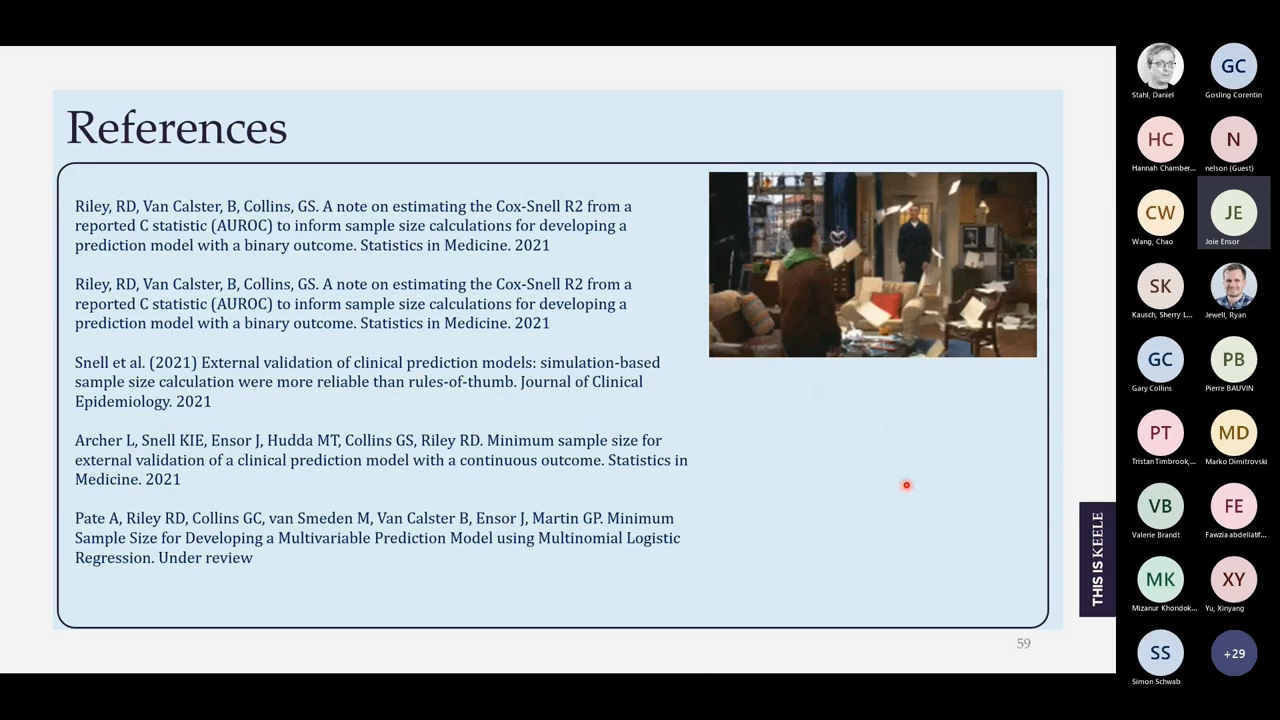 References
Riley, RD, Van Calster, B, Collins, GS. A note on estimating the Cox-Snell R2 from a
reported C statistic (AUROC) to inform sample size calculations for developing a
prediction model with a binary outcome. Statistics in Medicine. 2021
Riley, RD, Van Calster, B, Collins, GS. A note on estimating the Cox-Snell R2 from a
reported C statistic (AUROC) to inform sample size calculations for developing a
prediction model with a binary outcome. Statistics in Medicine. 2021
Snell et al. (2021) External validation of clinical prediction models: simulation-based
sample size calculation were more reliable than rules-of-thumb. Journal of Clinical
Epidemiology. 2021
Archer L, Snell KIE, Ensor J, Hudda MT, Collins GS, Riley RD. Minimum sample size for
external validation of a clinical prediction model with a continuous outcome. Statistics in
Medicine. 2021
Pate A, Riley RD, Collins GC, van Smeden M, Van Calster B, Ensor J, Martin GP. Minimum
Sample Size for Developing a Multivariable Prediction Model using Multinomial Logistic
Regression. Under review
59
THIS IS KEELE
GC
Stahl, Daniel
Gosling Corentin
HC
N
Hannah Chamber...
nelson (Guest)
CW
JE
Wang, Chao
Joie Ensor
SK
Kausch, Sherry L...
Jewell, Ryan
GC
PB
Gary Collins
Pierre BAUVIN
PT
MD
Tristan Timbrook,...
Marko Dimitrovski
VB
FE
Valerie Brandt
Fawzia abdellatif...
MK
XY
Mizanur Khondok...
Yu, Xinyang
SS
+29
Simon Schwab